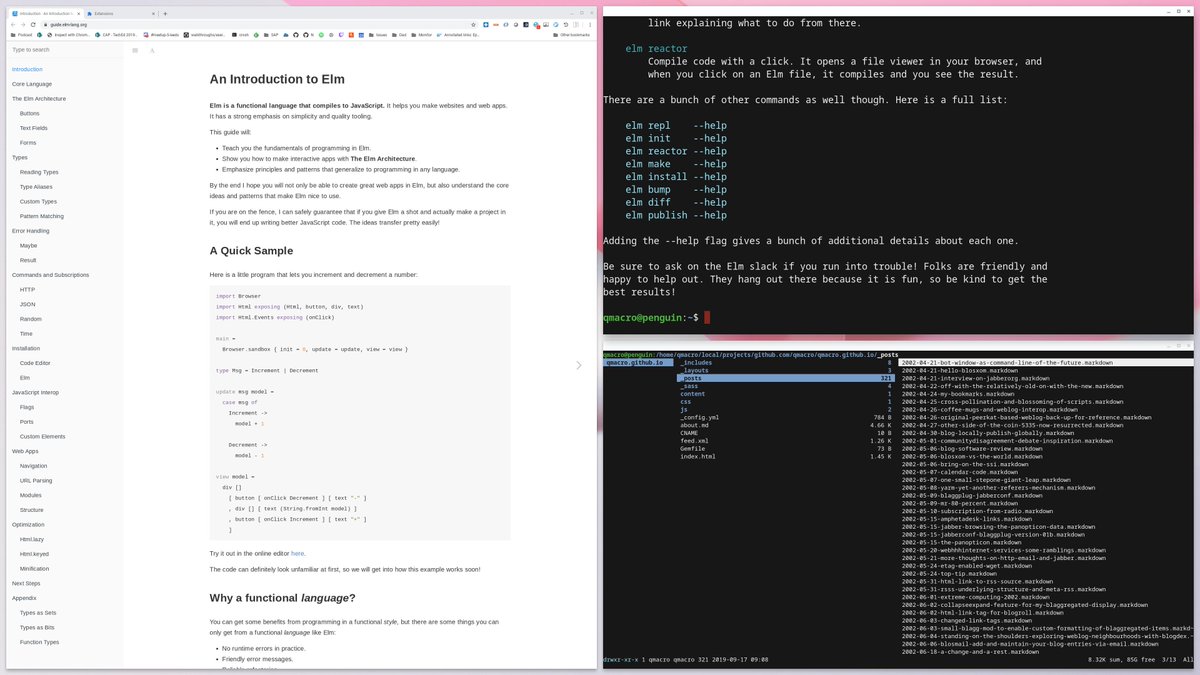 Introduction · An Introduction to
Extensions
guide.elm-lang.org
Podcast
Inspect with Chrom...
CAP - TechEd 2019...
Issues
Monitor
Annotated Mike: Ep...
Other bookmarks
Type to search
Introduction
Core Language
The Elm Architecture
Buttons
Text Fields
Forms
Types
Reading Types
Type Aliases
Custom Types
Pattern Matching
Error Handling
Maybe
Result
Commands and Subscriptions
HTTP
JSON
Random
Time
Installation
Code Editor
Elm
JavaScript Interop
Flags
Ports
Custom Elements
Web Apps
Navigation
URL Parsing
Modules
Structure
Optimization
Html.lazy
Html.keyed
Minification
Next Steps
Appendix
Types as Sets
Types as Bits
Function Types
An Introduction to Elm
Elm is a functional language that compiles to JavaScript. It helps you make websites and web apps.
It has a strong emphasis on simplicity and quality tooling.
This guide will:
• Teach you the fundamentals of programming in Elm.
• Show you how to make interactive apps with The Elm Architecture.
• Emphasize principles and patterns that generalize to programming in any language.
By the end I hope you will not only be able to create great web apps in Elm, but also understand the core
ideas and patterns that make Elm nice to use.
If you are on the fence, I can safely guarantee that if you give Elm a shot and actually make a project in
it, you will end up writing better JavaScript code. The ideas transfer pretty easily!
A Quick Sample
Here is a little program that lets you increment and decrement a number:
import Browser
import Html exposing (Html, button, div, text)
import Html.Events exposing (onClick)
main =
Browser.sandbox { init = 0, update = update, view = view }
type Msg = Increment | Decrement
update msg model =
case msg of
Increment ->
model + 1
Decrement ->
model - 1
view model =
div []
[ button [ onClick Decrement ] [ text "-" ]
, div [] [ text (String.fromInt model) ]
, button [ onClick Increment ] [ text "+" ]
]
Try it out in the online editor here.
The code can definitely look unfamiliar at first, so we will get into how this example works soon!
Why a functional language?
You can get some benefits from programming in a functional style, but there are some things you can
only get from a functional language like Elm:
• No runtime errors in practice.
• Friendly error messages.
link explaining what to do from there.
elm reactor
Compile code with a click. It opens a file viewer in your browser, and
when you click on an Elm file, it compiles and you see the result.
There are a bunch of other commands as well though. Here is a full list:
elm repl --help
elm init --help
elm reactor --help
elm make --help
elm install --help
elm bump --help
elm diff --help
elm publish --help
Adding the --help flag gives a bunch of additional details about each one.
Be sure to ask on the Elm slack if you run into trouble! Folks are friendly and
happy to help out. They hang out there because it is fun, so be kind to get the
best results!
qmacro@penguin:~$
qmacro@penguin:/home/qmacro/local/projects/github.com/qmacro/qmacro.github.io/_posts
qmacro.github.io
_includes 8
_layouts 3
_posts 321
_sass 4
content 1
css 1
js 2
_config.yml 784 B
about.md 4.66 K
CNAME 10 B
feed.xml 1.26 K
Gemfile 73 B
index.html 1.45 K
2002-04-21-bot-window-as-command-line-of-the-future.markdown
2002-04-21-hello-blosxom.markdown
2002-04-21-interview-on-jabberorg.markdown
2002-04-22-off-with-the-relatively-old-on-with-the-new.markdown
2002-04-24-my-bookmarks.markdown
2002-04-25-cross-pollination-and-blossoming-of-scripts.markdown
2002-04-26-coffee-mugs-and-weblog-interop.markdown
2002-04-26-original-peerkat-based-weblog-back-up-for-reference.markdown
2002-04-27-other-side-of-the-coin-5335-now-resurrected.markdown
2002-04-30-blog-locally-publish-globally.markdown
2002-05-01-communitydisagreement-debate-inspiration.markdown
2002-05-06-blog-software-review.markdown
2002-05-06-blosxom-vs-the-world.markdown
2002-05-06-bring-on-the-ssi.markdown
2002-05-07-calendar-code.markdown
2002-05-07-one-small-stepone-giant-leap.markdown
2002-05-08-yarm-yet-another-referers-mechanism.markdown
2002-05-09-blaggplug-jabberconf.markdown
2002-05-09-mr-80-percent.markdown
2002-05-10-subscription-from-radio.markdown
2002-05-15-amphetadesk-links.markdown
2002-05-15-jabber-browsing-the-panopticon-data.markdown
2002-05-15-jabberconf-blaggplug-version-01b.markdown
2002-05-15-the-panopticon.markdown
2002-05-20-webhhhinternet-services-some-ramblings.markdown
2002-05-21-more-thoughts-on-http-email-and-jabber.markdown
2002-05-24-etag-enabled-wget.markdown
2002-05-24-top-tip.markdown
2002-05-31-html-link-to-rss-source.markdown
2002-05-31-rsss-underlying-structure-and-meta-rss.markdown
2002-06-01-extreme-computing-2002.markdown
2002-06-02-collapseexpand-feature-for-my-blaggregated-display.markdown
2002-06-02-html-link-tag-for-blogroll.markdown
2002-06-03-changed-link-tags.markdown
2002-06-03-small-blagg-mod-to-enable-custom-formatting-of-blaggregated-items.markd~
2002-06-04-standing-on-the-shoulders-exploring-weblog-neighbourhoods-with-blogdex.~
2002-06-06-blosmail-add-and-maintain-your-blog-entries-via-email.markdown
2002-06-18-a-change-and-a-rest.markdown
drwxr-xr-x 1 qmacro qmacro 321 2019-09-17 09:08
8.32K sum, 85G free 3/13 All